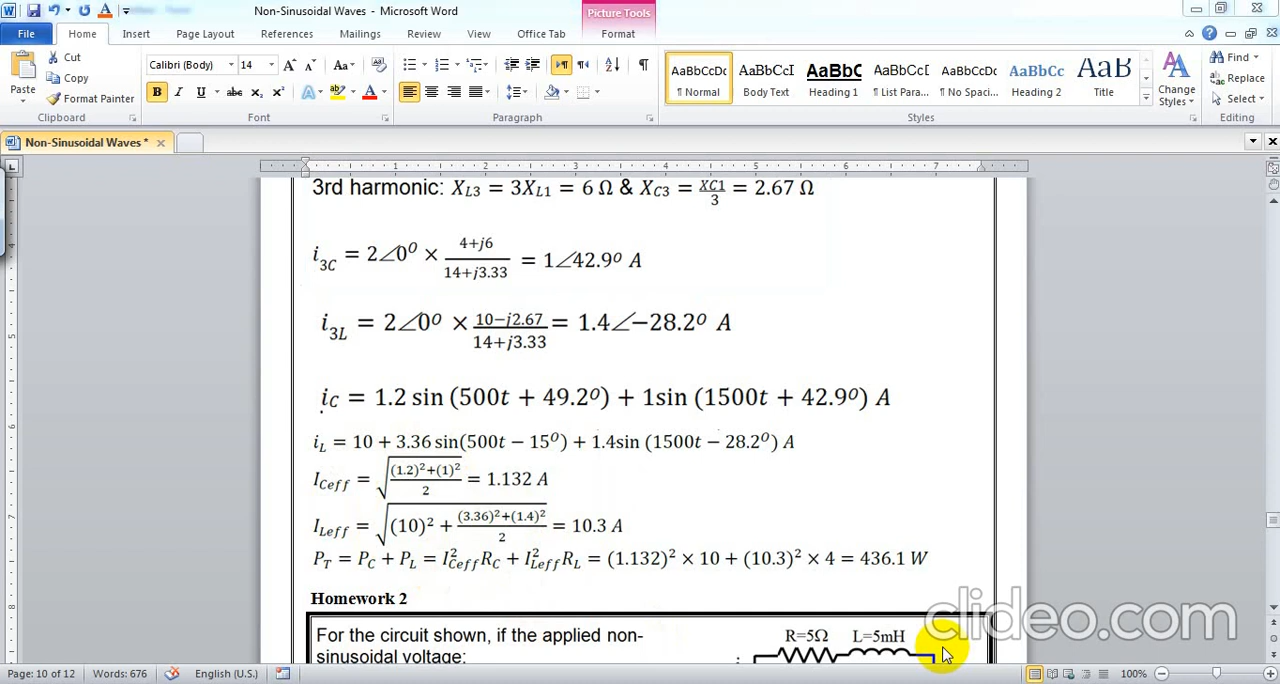 Non-Sinusoidal Waves - Microsoft Word
Picture Tools
File Home Insert Page Layout References Mailings Review View Office Tab Format
Cut
Copy
Format Painter
Paste
Calibri (Body) 14
Change Styles
AaBbCcDc AaBbCcI AaBbC AaBbCcDc AaBbCcDc AaBbCc AaB
¶ Normal Body Text Heading 1 ¶ List Para... ¶ No Spaci... Heading 2 Title
Find
Replace
Select
Clipboard Font Paragraph Styles Editing
Non-Sinusoidal Waves *
3rd harmonic: X_L3 = 3X_L1 = 6 Ω & X_C3 = XC1/3 = 2.67 Ω
i_3C = 2∠0^O × (4+j6)/(14+j3.33) = 1∠42.9^O A
i_3L = 2∠0^O × (10−j2.67)/(14+j3.33) = 1.4∠−28.2^O A
i_C = 1.2 sin (500t + 49.2^O) + 1sin (1500t + 42.9^O) A
i_L = 10 + 3.36 sin(500t − 15^O) + 1.4sin (1500t − 28.2^O) A
I_Ceff = √(((1.2)²+(1)²)/2) = 1.132 A
I_Leff = √((10)² + ((3.36)²+(1.4)²)/2) = 10.3 A
P_T = P_C + P_L = I²_Ceff R_C + I²_Leff R_L = (1.132)² × 10 + (10.3)² × 4 = 436.1 W
Homework 2
For the circuit shown, if the applied non-
sinusoidal voltage:
R=5Ω L=5mH
clideo.com
Page: 10 of 12 Words: 676 English (U.S.) 100%